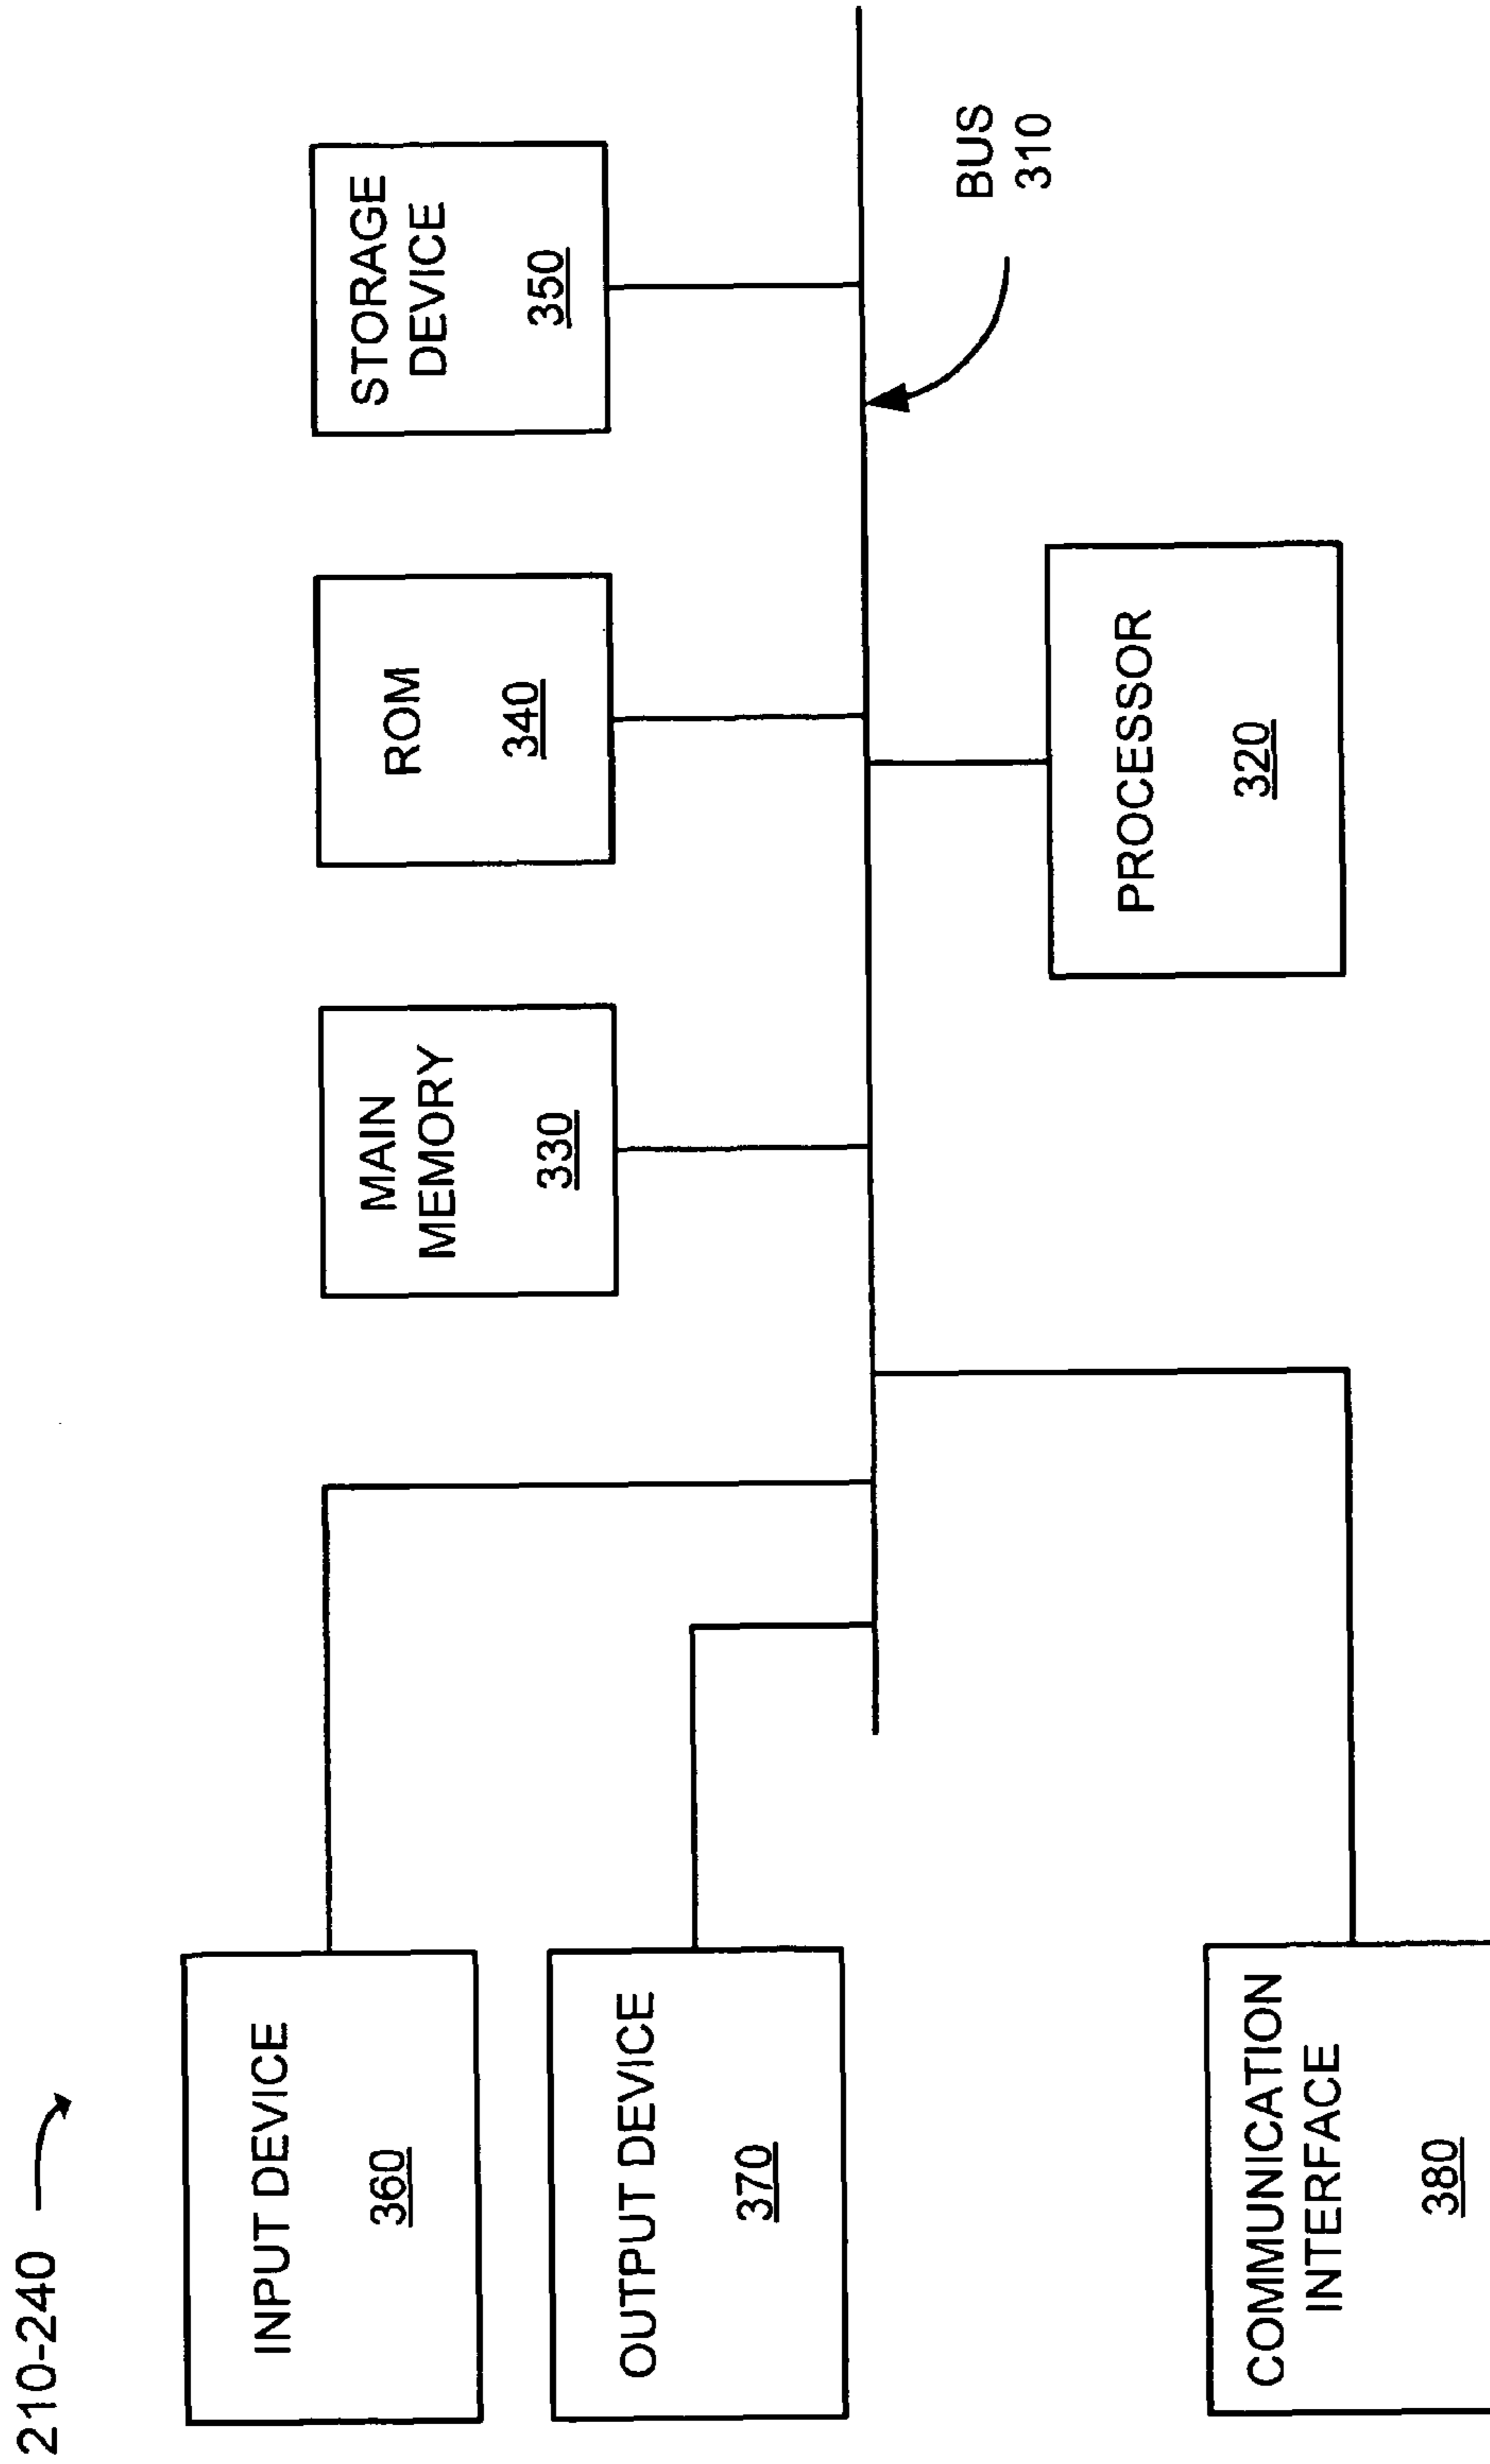 210-240
INPUT DEVICE
360
OUTPUT DEVICE
370
COMMUNICATION
INTERFACE
380
MAIN
MEMORY
330
ROM
340
STORAGE
DEVICE
350
PROCESSOR
320
BUS
310